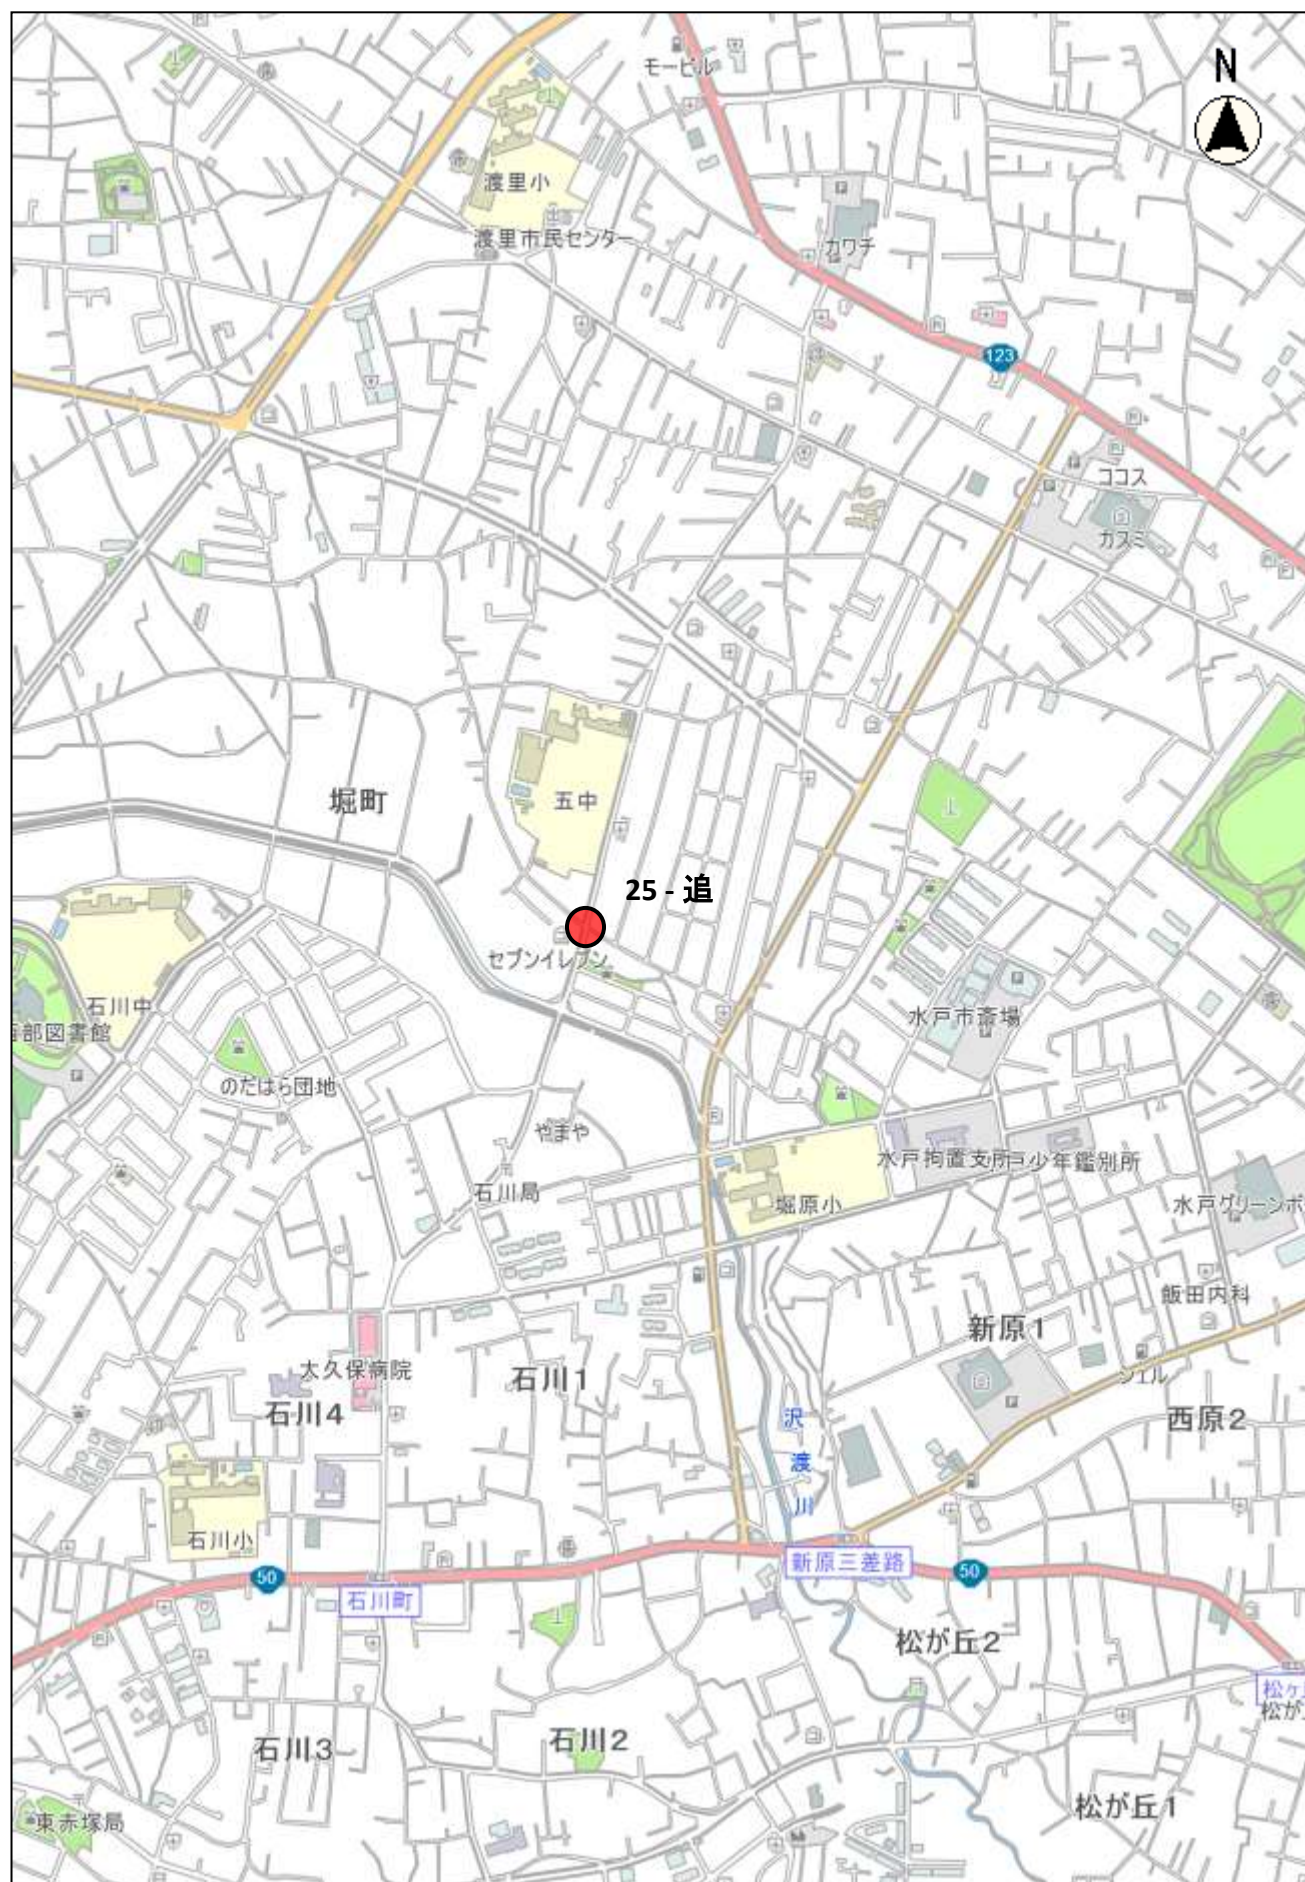 モービル
N
渡里小
渡里市民センター
カワチ
123
ココス
カスミ
堀町
五中
25 - 追
セブンイレブン
石川中
部図書館
水戸市斎場
のだはら団地
やまや
石川局
水戸拘置支所
少年鑑別所
堀原小
水戸グリーンボ
飯田内科
新原1
大久保病院
石川1
シェル
石川4
西原2
沢渡川
石川小
50
新原三差路
50
石川町
松が丘2
松ヶ
松が
石川3
石川2
松が丘1
東赤塚局